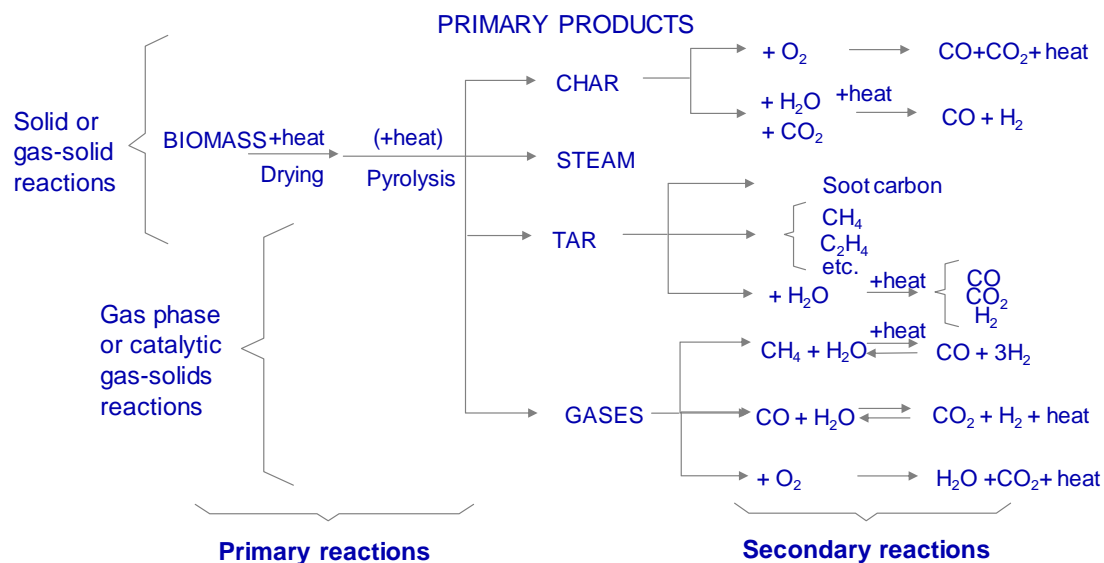 PRIMARY PRODUCTS
+ O₂ CO+CO₂+ heat
CHAR
+ H₂O +heat
+ CO₂ CO + H₂
Solid or
gas-solid
reactions
BIOMASS +heat (+heat)
Drying Pyrolysis
STEAM
Soot carbon
TAR
CH₄
C₂H₄
etc.
+ H₂O +heat
CO
CO₂
H₂
Gas phase
or catalytic
gas-solids
reactions
+heat
CH₄ + H₂O CO + 3H₂
GASES
CO + H₂O CO₂ + H₂ + heat
+ O₂ H₂O +CO₂+ heat
Primary reactions
Secondary reactions